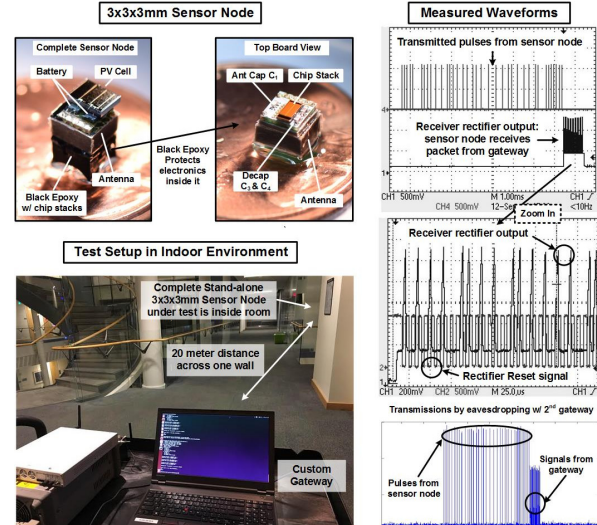 3x3x3mm Sensor Node
Complete Sensor Node
Battery
PV Cell
Antenna
Black Epoxy
w/ chip stacks
Black Epoxy
Protects
electronics
inside it
Top Board View
Ant Cap C1
Chip Stack
Decap
C3 & C4
Antenna
Test Setup in Indoor Environment
Complete Stand-alone
3x3x3mm Sensor Node
under test is inside room
20 meter distance
across one wall
Custom
Gateway
Measured Waveforms
Transmitted pulses from sensor node
4
Receiver rectifier output:
sensor node receives
packet from gateway
1
CH1 500mV
M 1.00ms
CH1
CH4 500mV
<10Hz
Zoom In
Receiver rectifier output
Rectifier Reset signal
2
CH1 200mV
CH2 500mV
M 25.0us
CH1
Transmissions by eavesdropping w/ 2nd gateway
Pulses from
sensor node
Signals from
gateway